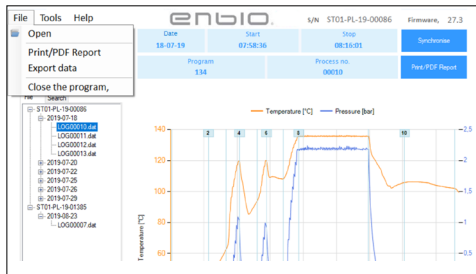 File Tools Help
enbio.
S/N ST01-PL-19-00086 Firmware, 27.3
Open
Print/PDF Report
Export data
Close the program,
Date
18-07-19
Start
07:58:36
Stop
08:16:01
Synchronise
Program
134
Process no.
00010
Print/PDF Report
File Search
ST01-PL-19-00086
2019-07-18
LOG00010.dat
LOG00011.dat
LOG00012.dat
LOG00013.dat
2019-07-20
2019-07-22
2019-07-25
2019-07-26
2019-07-29
ST01-PL-19-01385
2019-08-23
LOG00007.dat
Temperature [°C] Pressure [bar]
2 4 6 8 10
140
120
100
80
60
Temperature [°C]
2.5
2
1.5
1
0.5